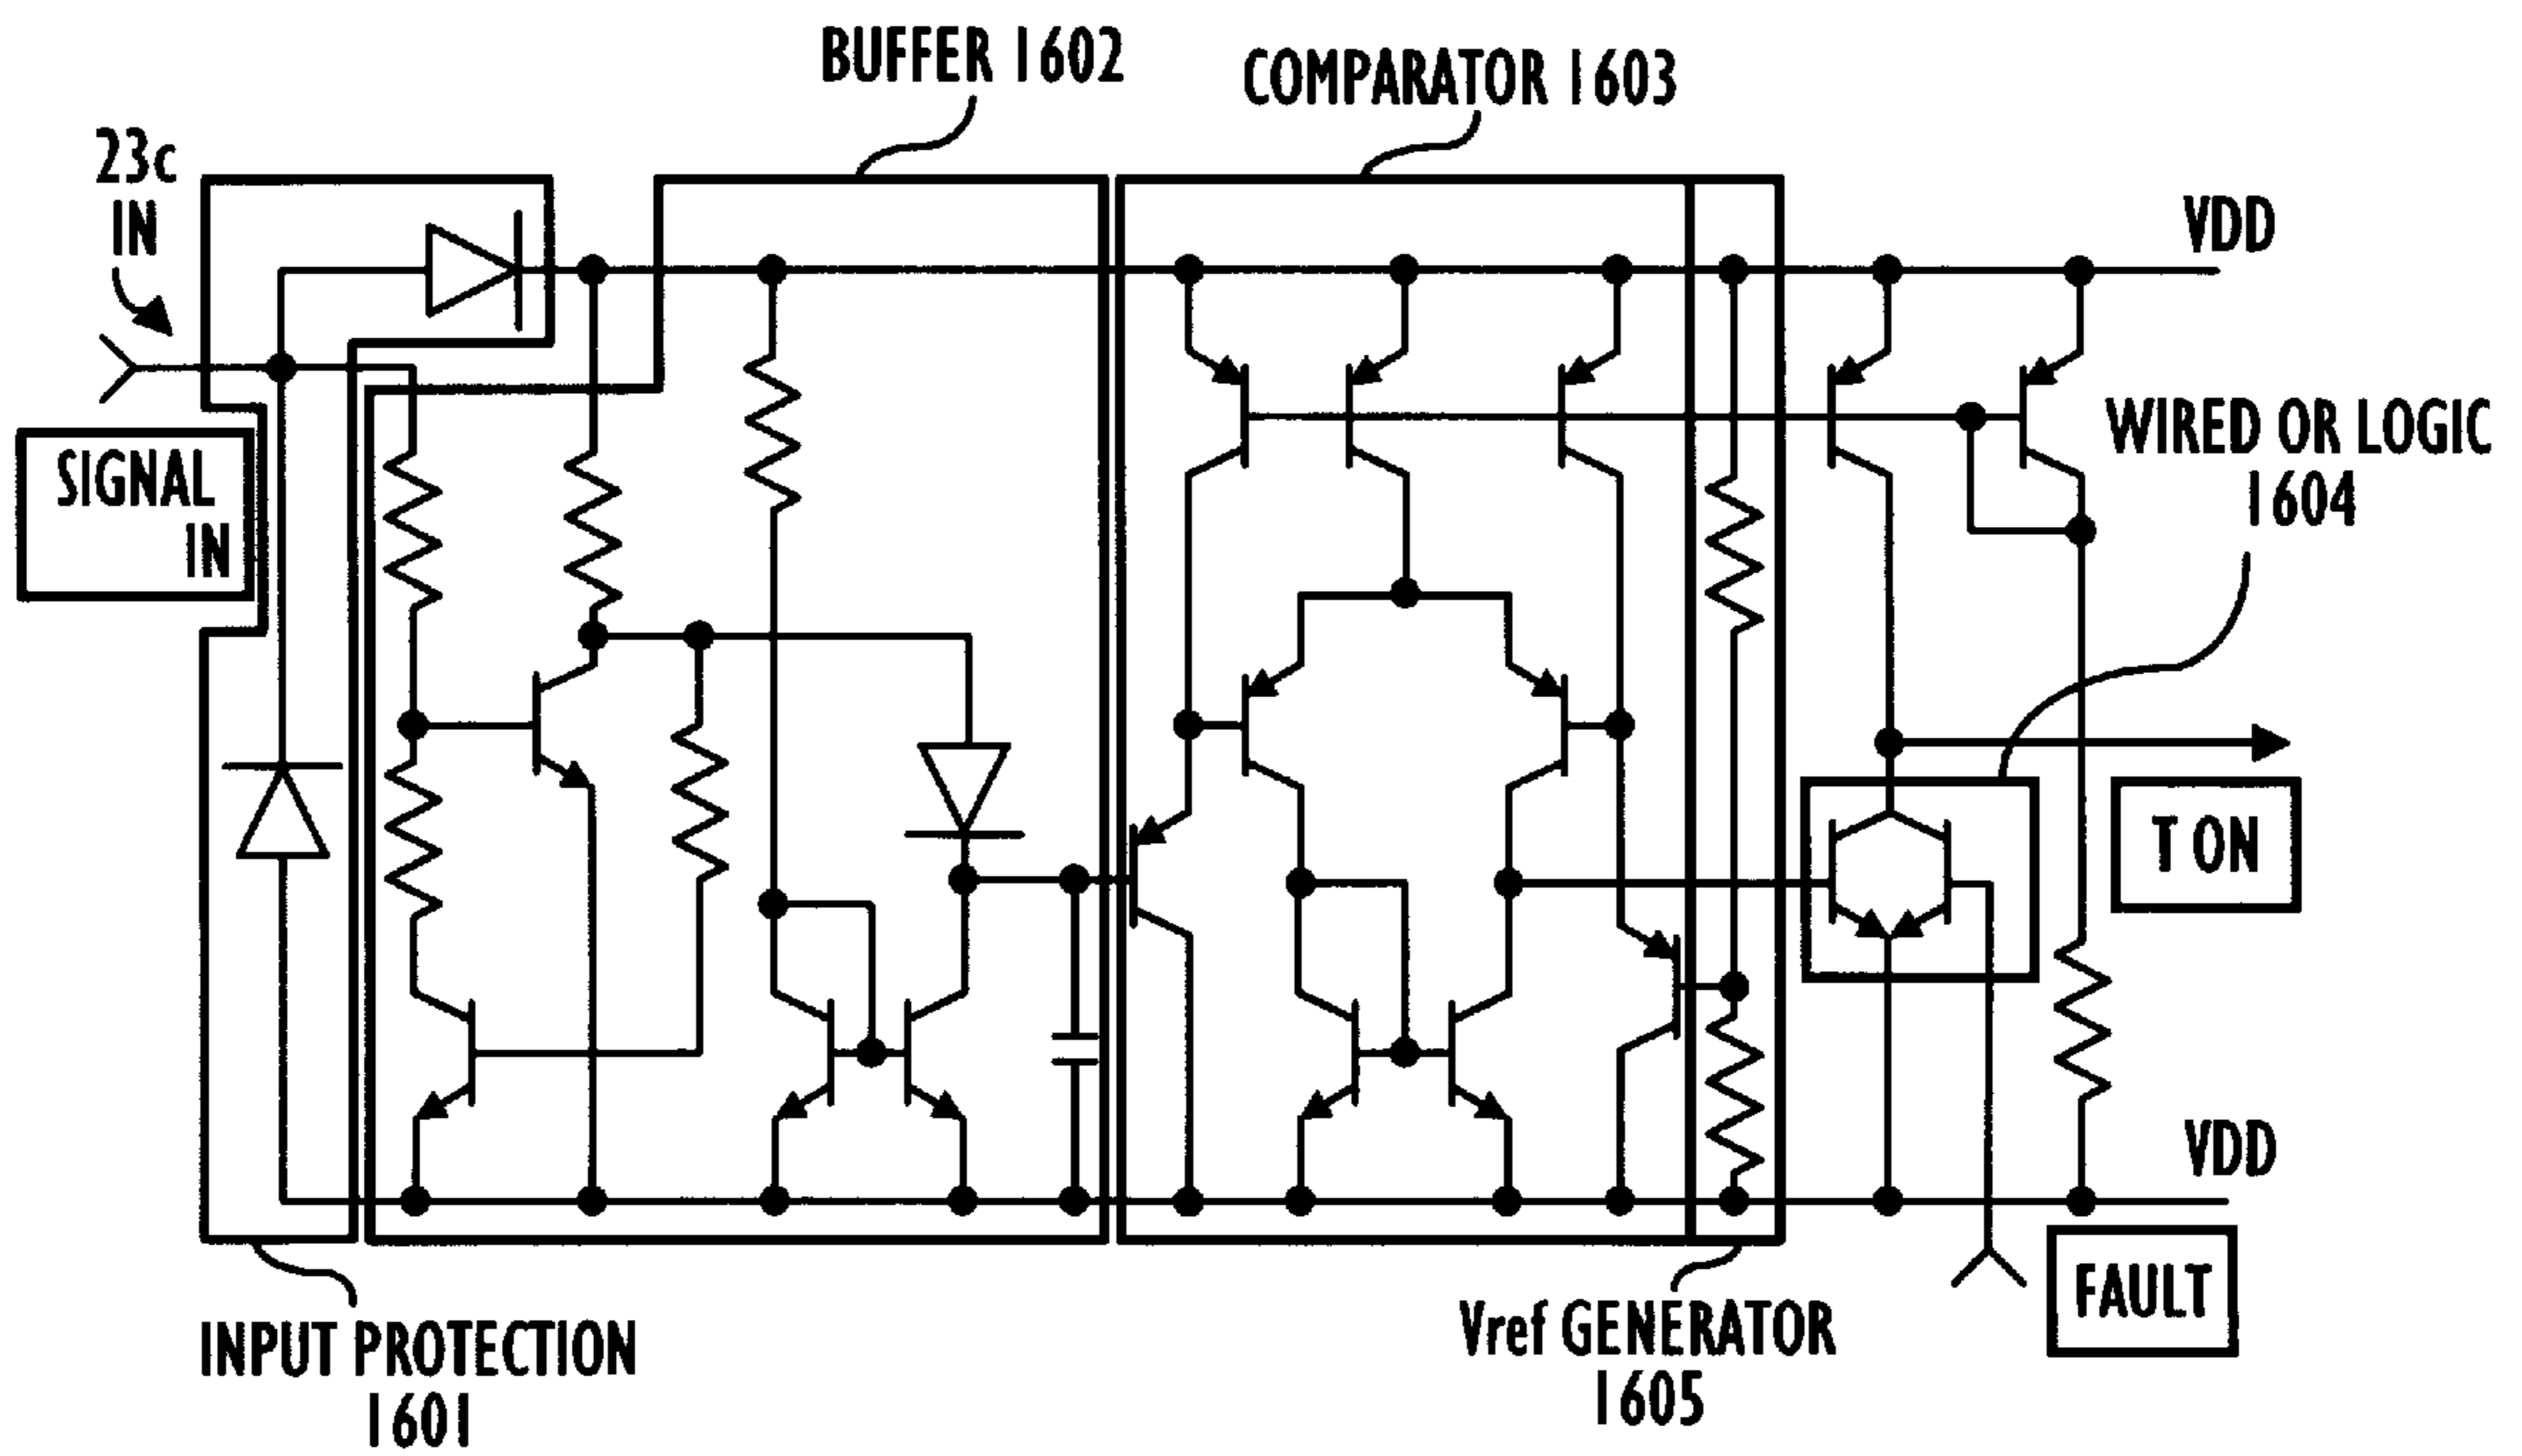 BUFFER 1602
COMPARATOR 1603
23c
IN
VDD
WIRED OR LOGIC
1604
SIGNAL
IN
T ON
VDD
FAULT
INPUT PROTECTION
1601
Vref GENERATOR
1605